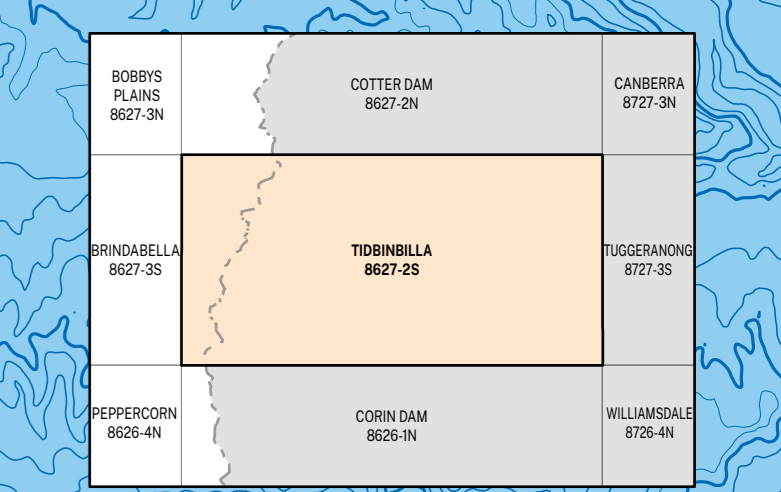 BOBBYS
PLAINS
8627-3N
COTTER DAM
8627-2N
CANBERRA
8727-3N
BRINDABELLA
8627-3S
TIDBINBILLA
8627-2S
TUGGERANONG
8727-3S
PEPPERCORN
8626-4N
CORIN DAM
8626-1N
WILLIAMSDALE
8726-4N